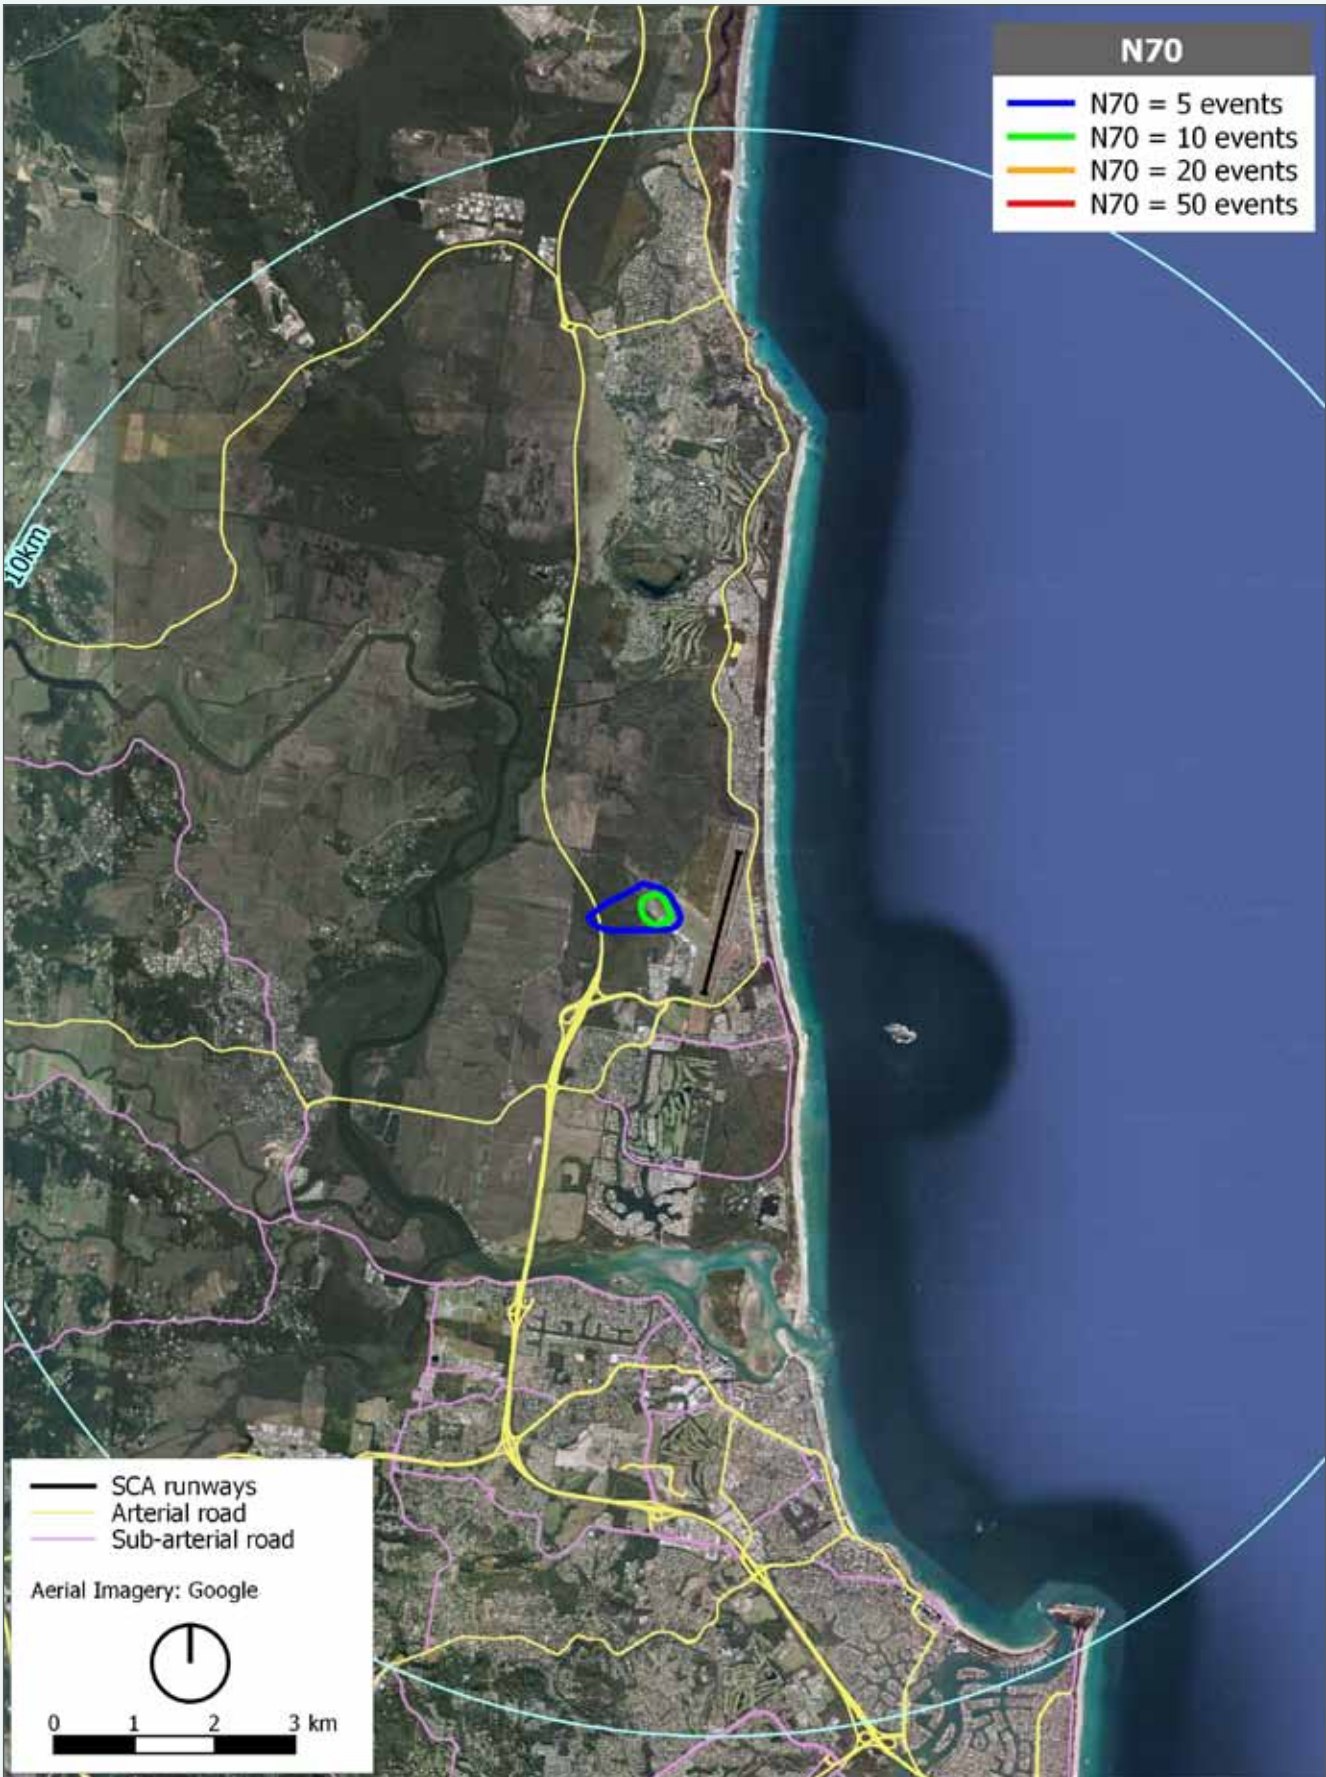 N70
N70 = 5 events
N70 = 10 events
N70 = 20 events
N70 = 50 events
10km
SCA runways
Arterial road
Sub-arterial road
Aerial Imagery: Google
0 1 2 3 km